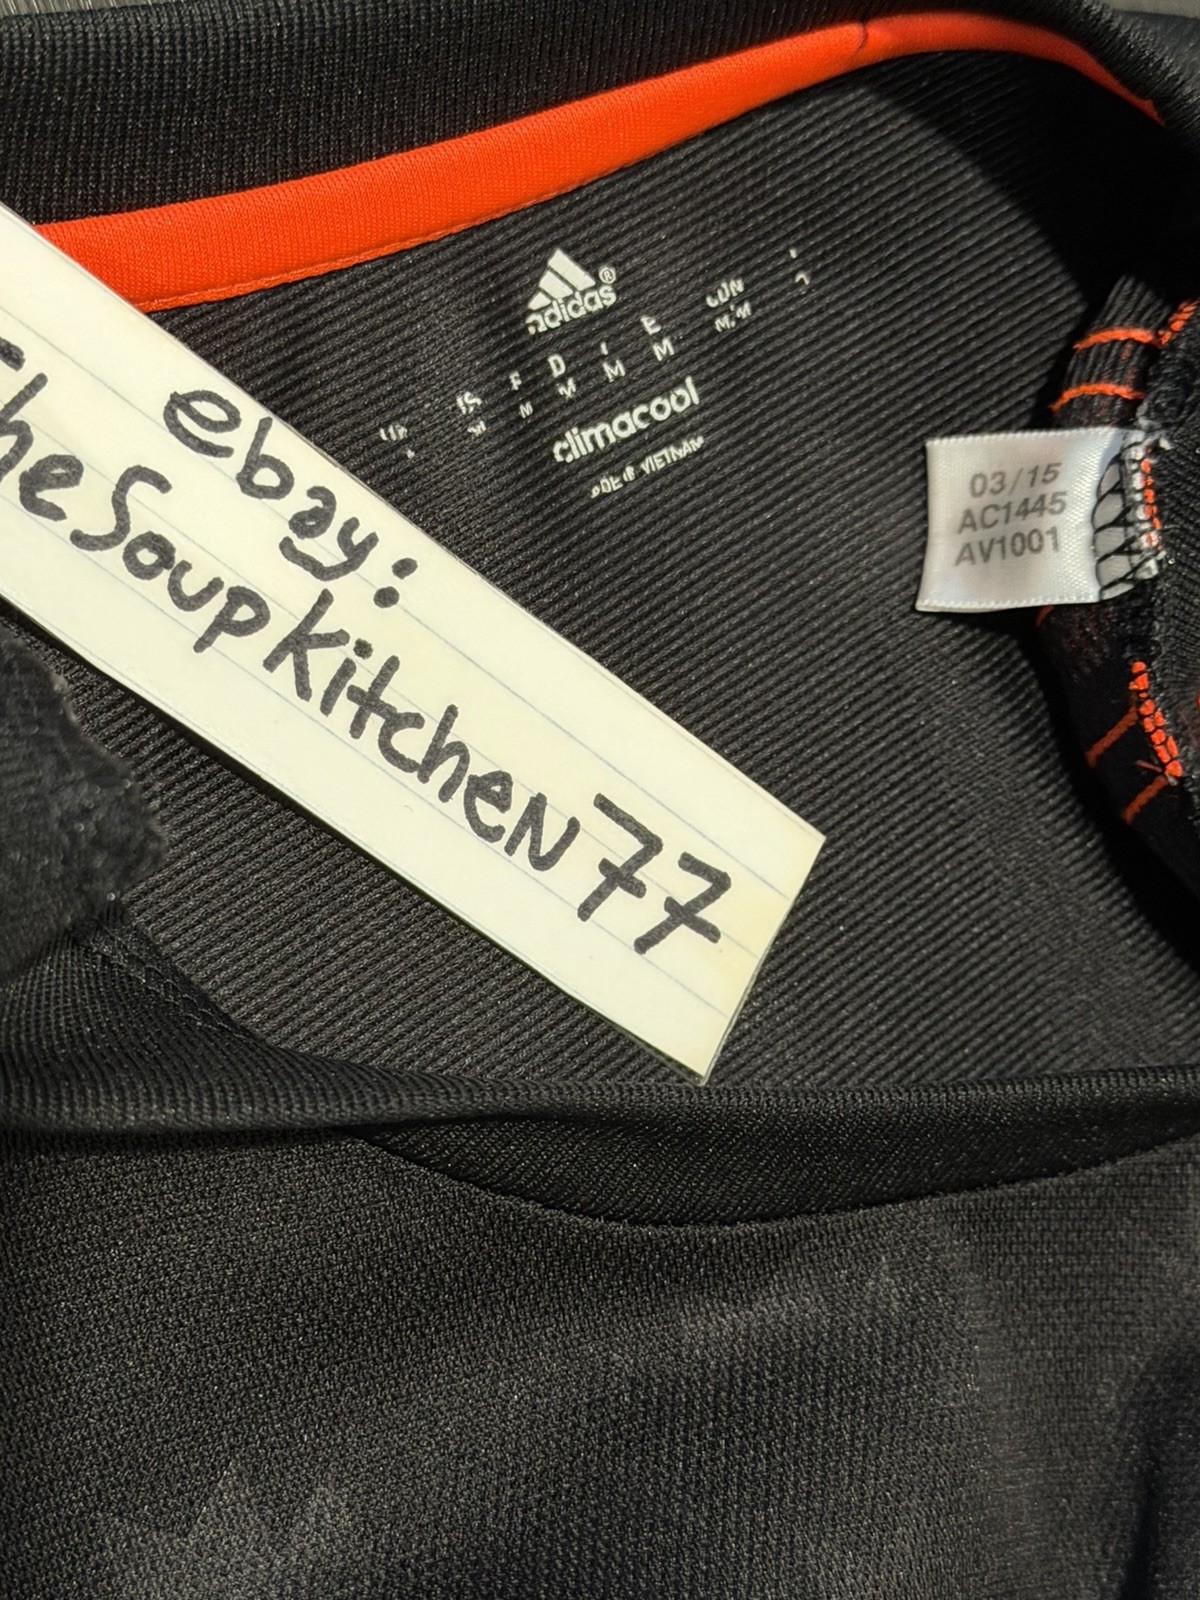 adidas®
F D I E
M M M M
climacool
VIETNAM
03/15
AC1445
AV1001
ebay:
TheSoupKitchen77